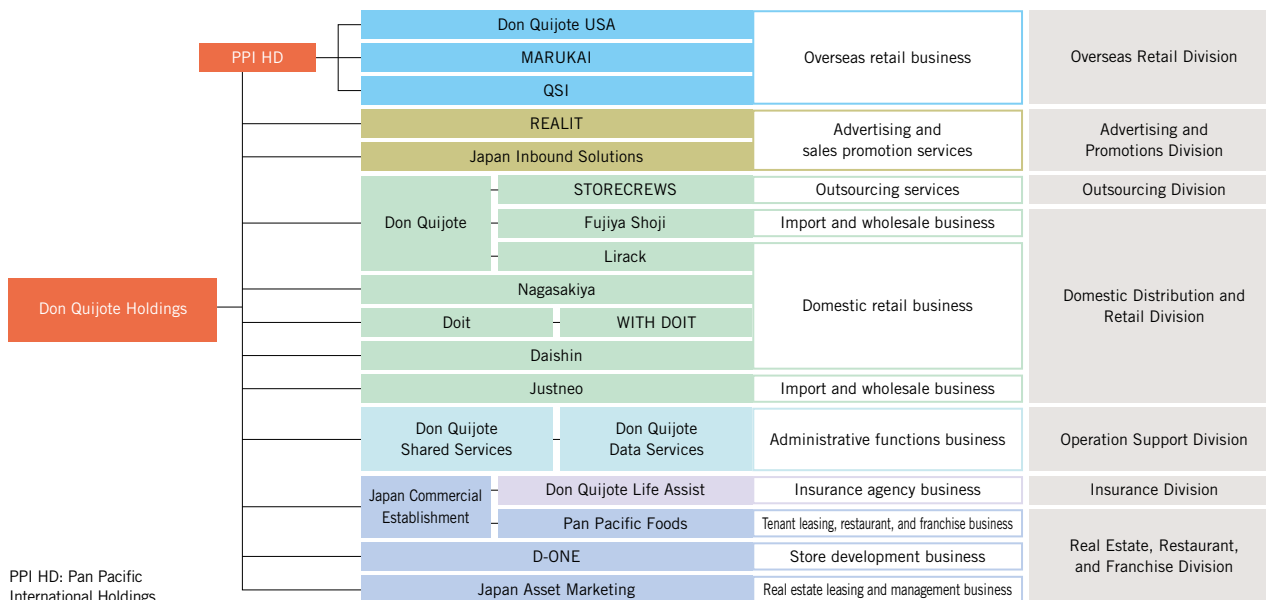 Don Quijote USA
PPI HD
MARUKAI
Overseas retail business
Overseas Retail Division
QSI
REALIT
Japan Inbound Solutions
Advertising and
sales promotion services
Advertising and
Promotions Division
Don Quijote
STORECREWS
Outsourcing services
Outsourcing Division
Fujiya Shoji
Import and wholesale business
Lirack
Don Quijote Holdings
Nagasakiya
Domestic retail business
Domestic Distribution and
Retail Division
Doit
WITH DOIT
Daishin
Justneo
Import and wholesale business
Don Quijote
Shared Services
Don Quijote
Data Services
Administrative functions business
Operation Support Division
Japan Commercial
Establishment
Don Quijote Life Assist
Insurance agency business
Insurance Division
Pan Pacific Foods
Tenant leasing, restaurant, and franchise business
D-ONE
Store development business
Real Estate, Restaurant,
and Franchise Division
Japan Asset Marketing
Real estate leasing and management business
PPI HD: Pan Pacific
International Holdings